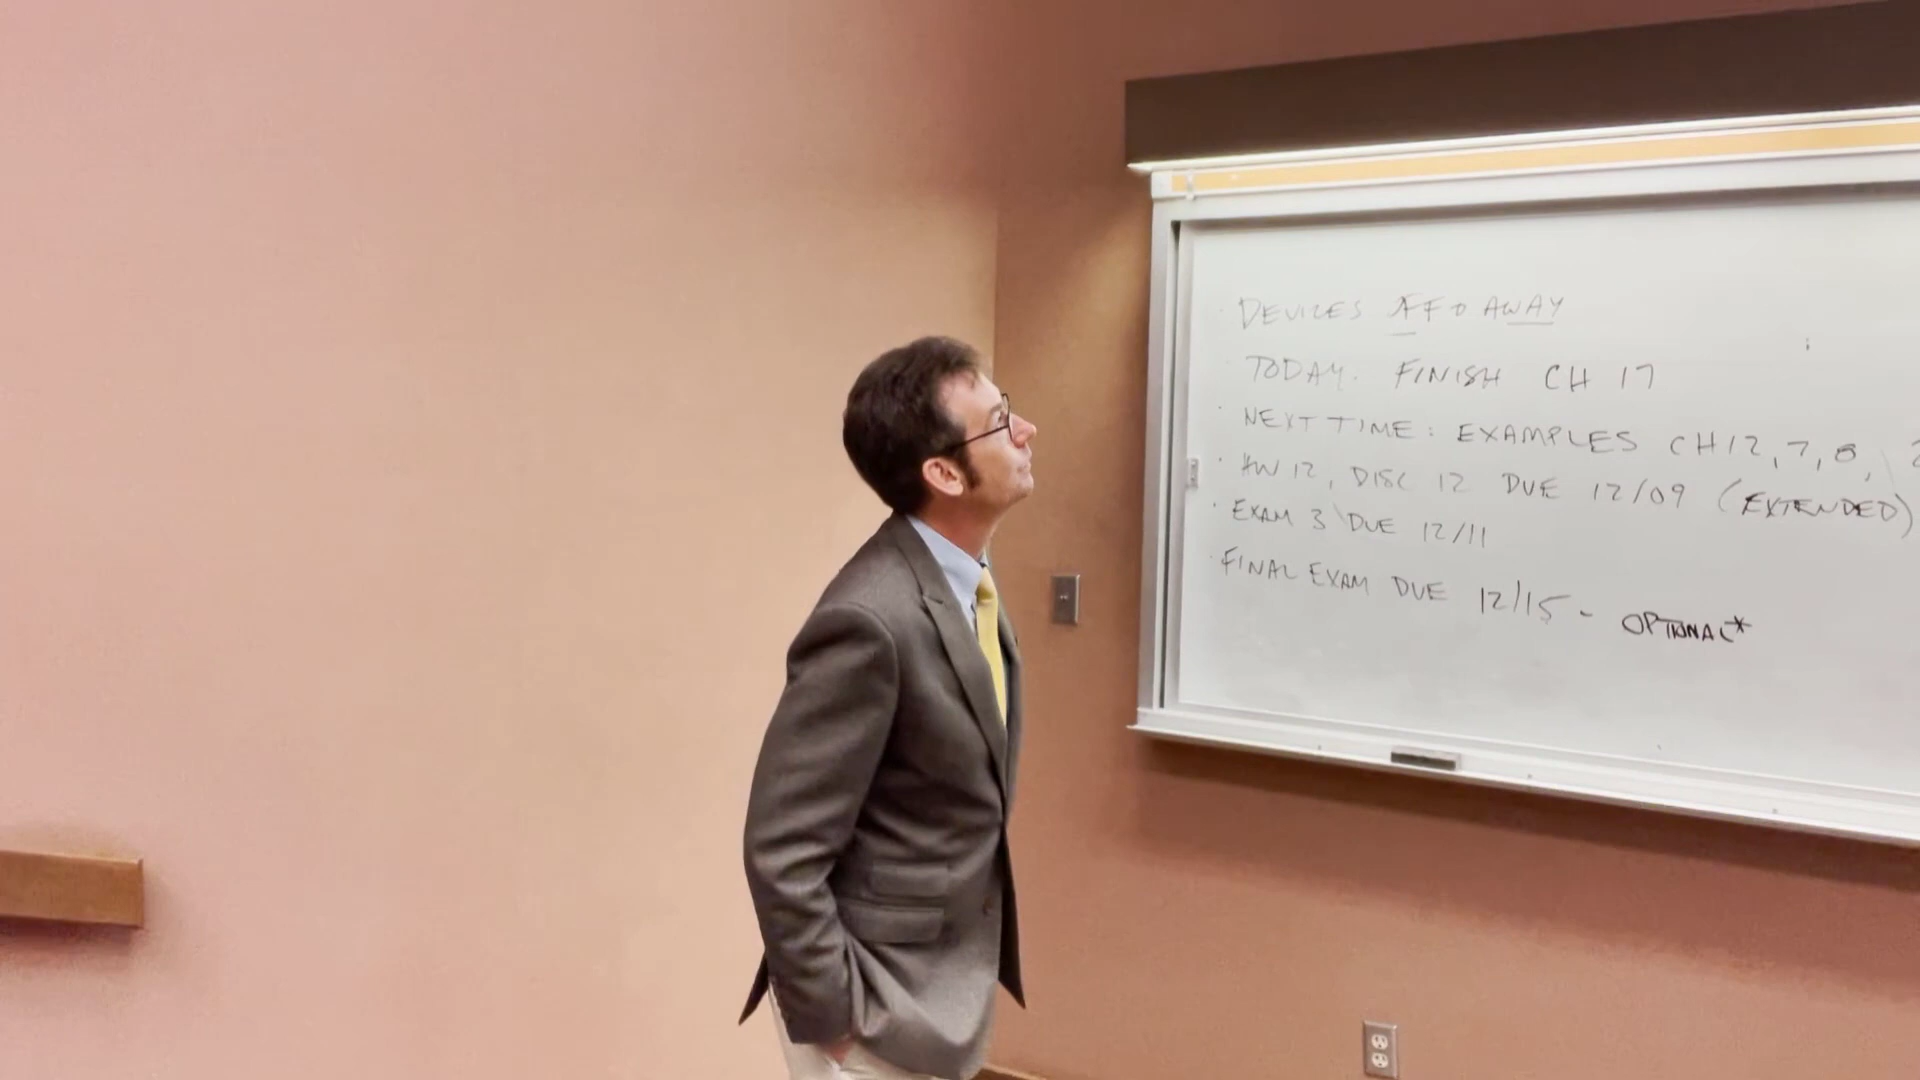 DEVICES OFF & AWAY
TODAY: FINISH CH 17
NEXT TIME: EXAMPLES CH 12, 7, 8,
HW 12, DISC 12 DUE 12/09 (EXTENDED)
EXAM 3 DUE 12/11
FINAL EXAM DUE 12/15 - OPTIONAL*